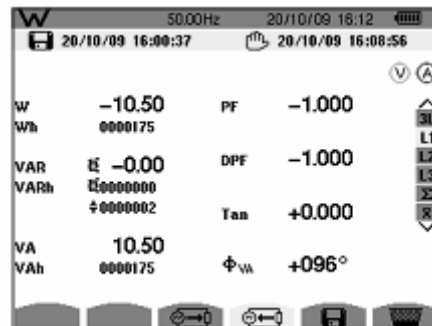 W 50.00Hz 20/10/09 16:12
20/10/09 16:00:37 20/10/09 16:08:56
V A
W −10.50 PF −1.000
Wh 0000175
3L
L1
VAR −0.00 DPF −1.000
L2
VARh 0000000
L3
0000002 Tan +0.000
Σ
VA 10.50
VAh 0000175 ΦVA +096°